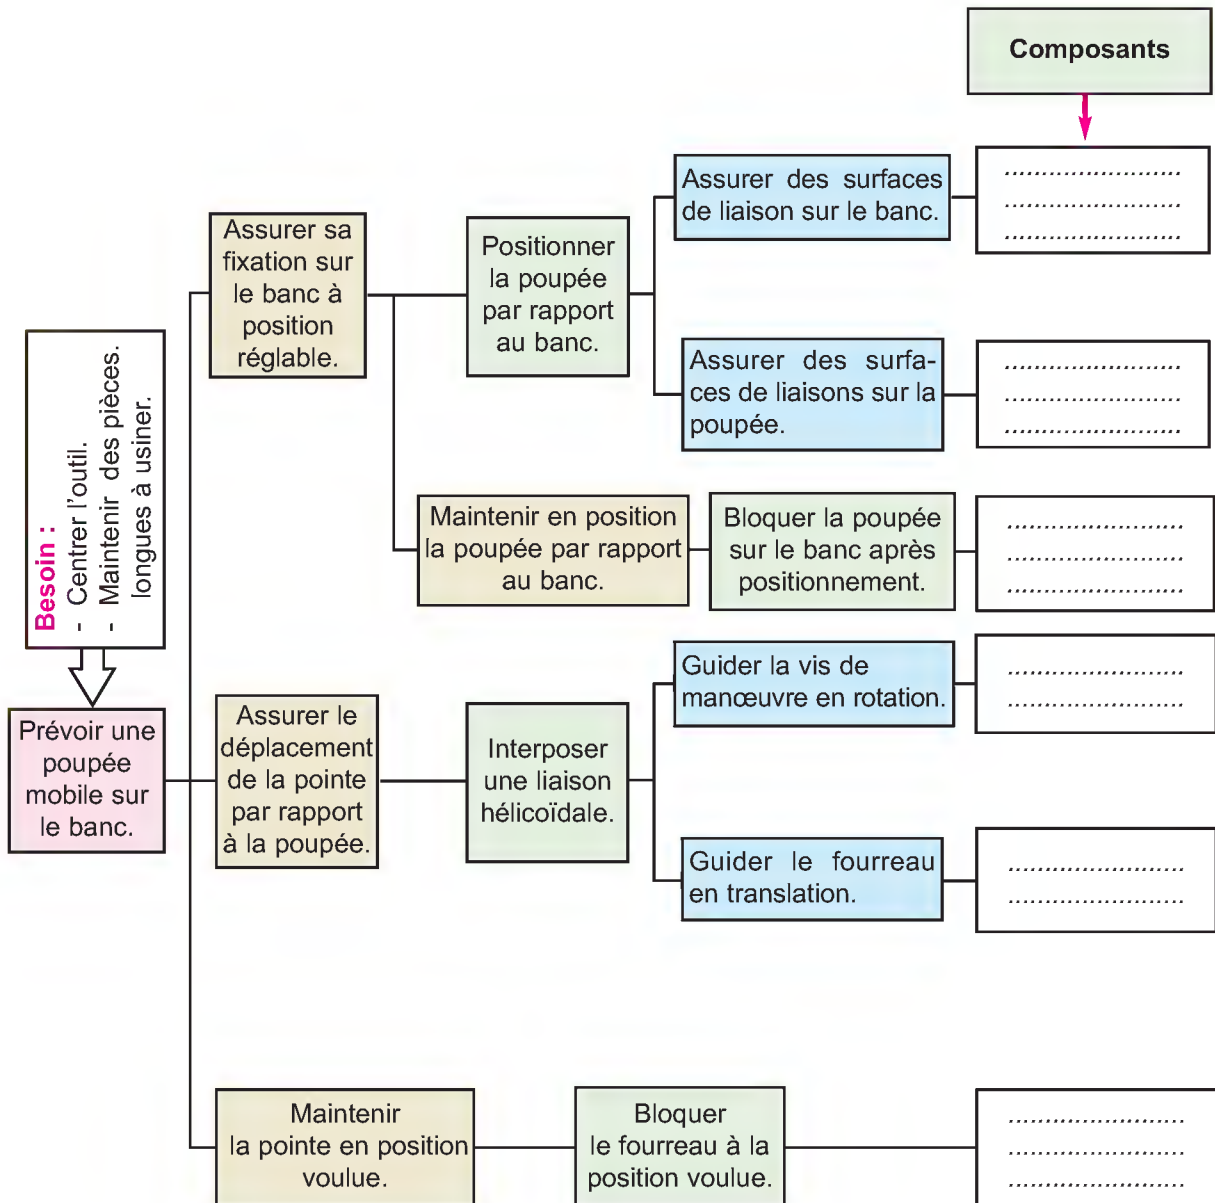 Composants
Assurer des surfaces
de liaison sur le banc.
........................
........................
........................
Assurer sa
fixation sur
le banc à
position
réglable.
Positionner
la poupée
par rapport
au banc.
Assurer des surfa-
ces de liaisons sur la
poupée.
........................
........................
........................
Besoin :
- Centrer l'outil.
- Maintenir des pièces.
longues à usiner.
Maintenir en position
la poupée par rapport
au banc.
Bloquer la poupée
sur le banc après
positionnement.
........................
........................
........................
Guider la vis de
manœuvre en rotation.
........................
........................
Prévoir une
poupée
mobile sur
le banc.
Assurer le
déplacement
de la pointe
par rapport
à la poupée.
Interposer
une liaison
hélicoïdale.
Guider le fourreau
en translation.
........................
........................
Maintenir
la pointe en position
voulue.
Bloquer
le fourreau à la
position voulue.
........................
........................
........................